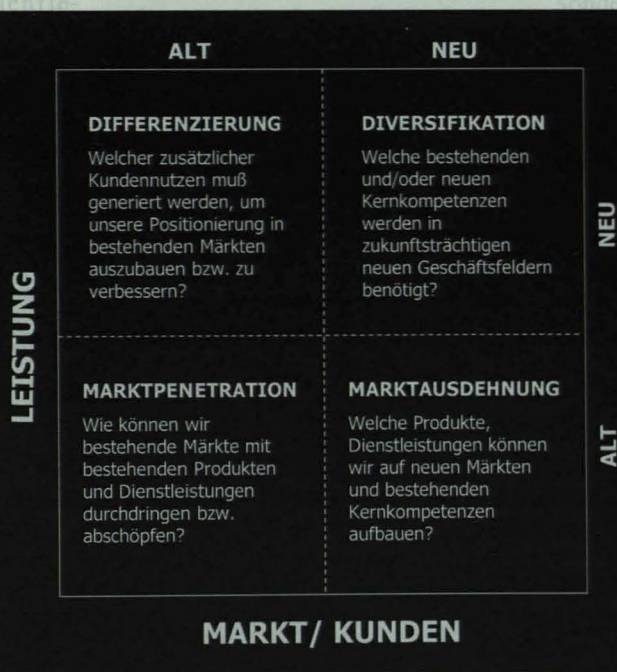 ALT
NEU
DIFFERENZIERUNG
Welcher zusätzlicher
Kundennutzen muß
generiert werden, um
unsere Positionierung in
bestehenden Märkten
auszubauen bzw. zu
verbessern?
DIVERSIFIKATION
Welche bestehenden
und/oder neuen
Kernkompetenzen
werden in
zukunftsträchtigen
neuen Geschäftsfeldern
benötigt?
NEU
LEISTUNG
MARKTPENETRATION
Wie können wir
bestehende Märkte mit
bestehenden Produkten
und Dienstleistungen
durchdringen bzw.
abschöpfen?
MARKTAUSDEHNUNG
Welche Produkte,
Dienstleistungen können
wir auf neuen Märkten
und bestehenden
Kernkompetenzen
aufbauen?
ALT
MARKT/ KUNDEN